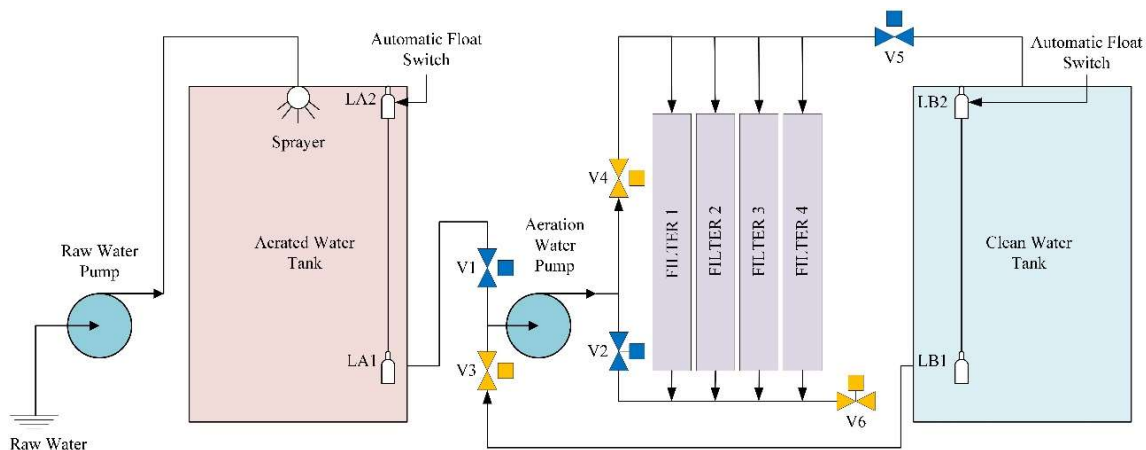 Automatic Float
Switch
LA2
Sprayer
Aerated Water
Tank
LA1
Raw Water
Pump
Raw Water
V1
V3
Aeration
Water
Pump
V4
V2
FILTER 1
FILTER 2
FILTER 3
FILTER 4
V5
V6
Automatic Float
Switch
LB2
Clean Water
Tank
LB1